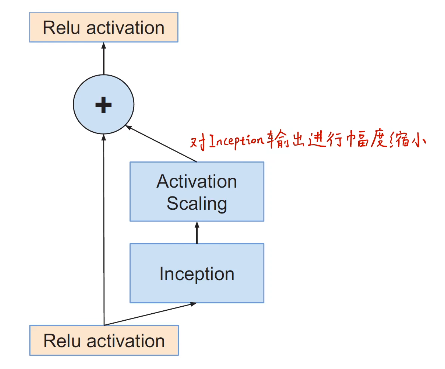 Relu activation
+
对Inception输出进行幅度缩小
Activation
Scaling
Inception
Relu activation